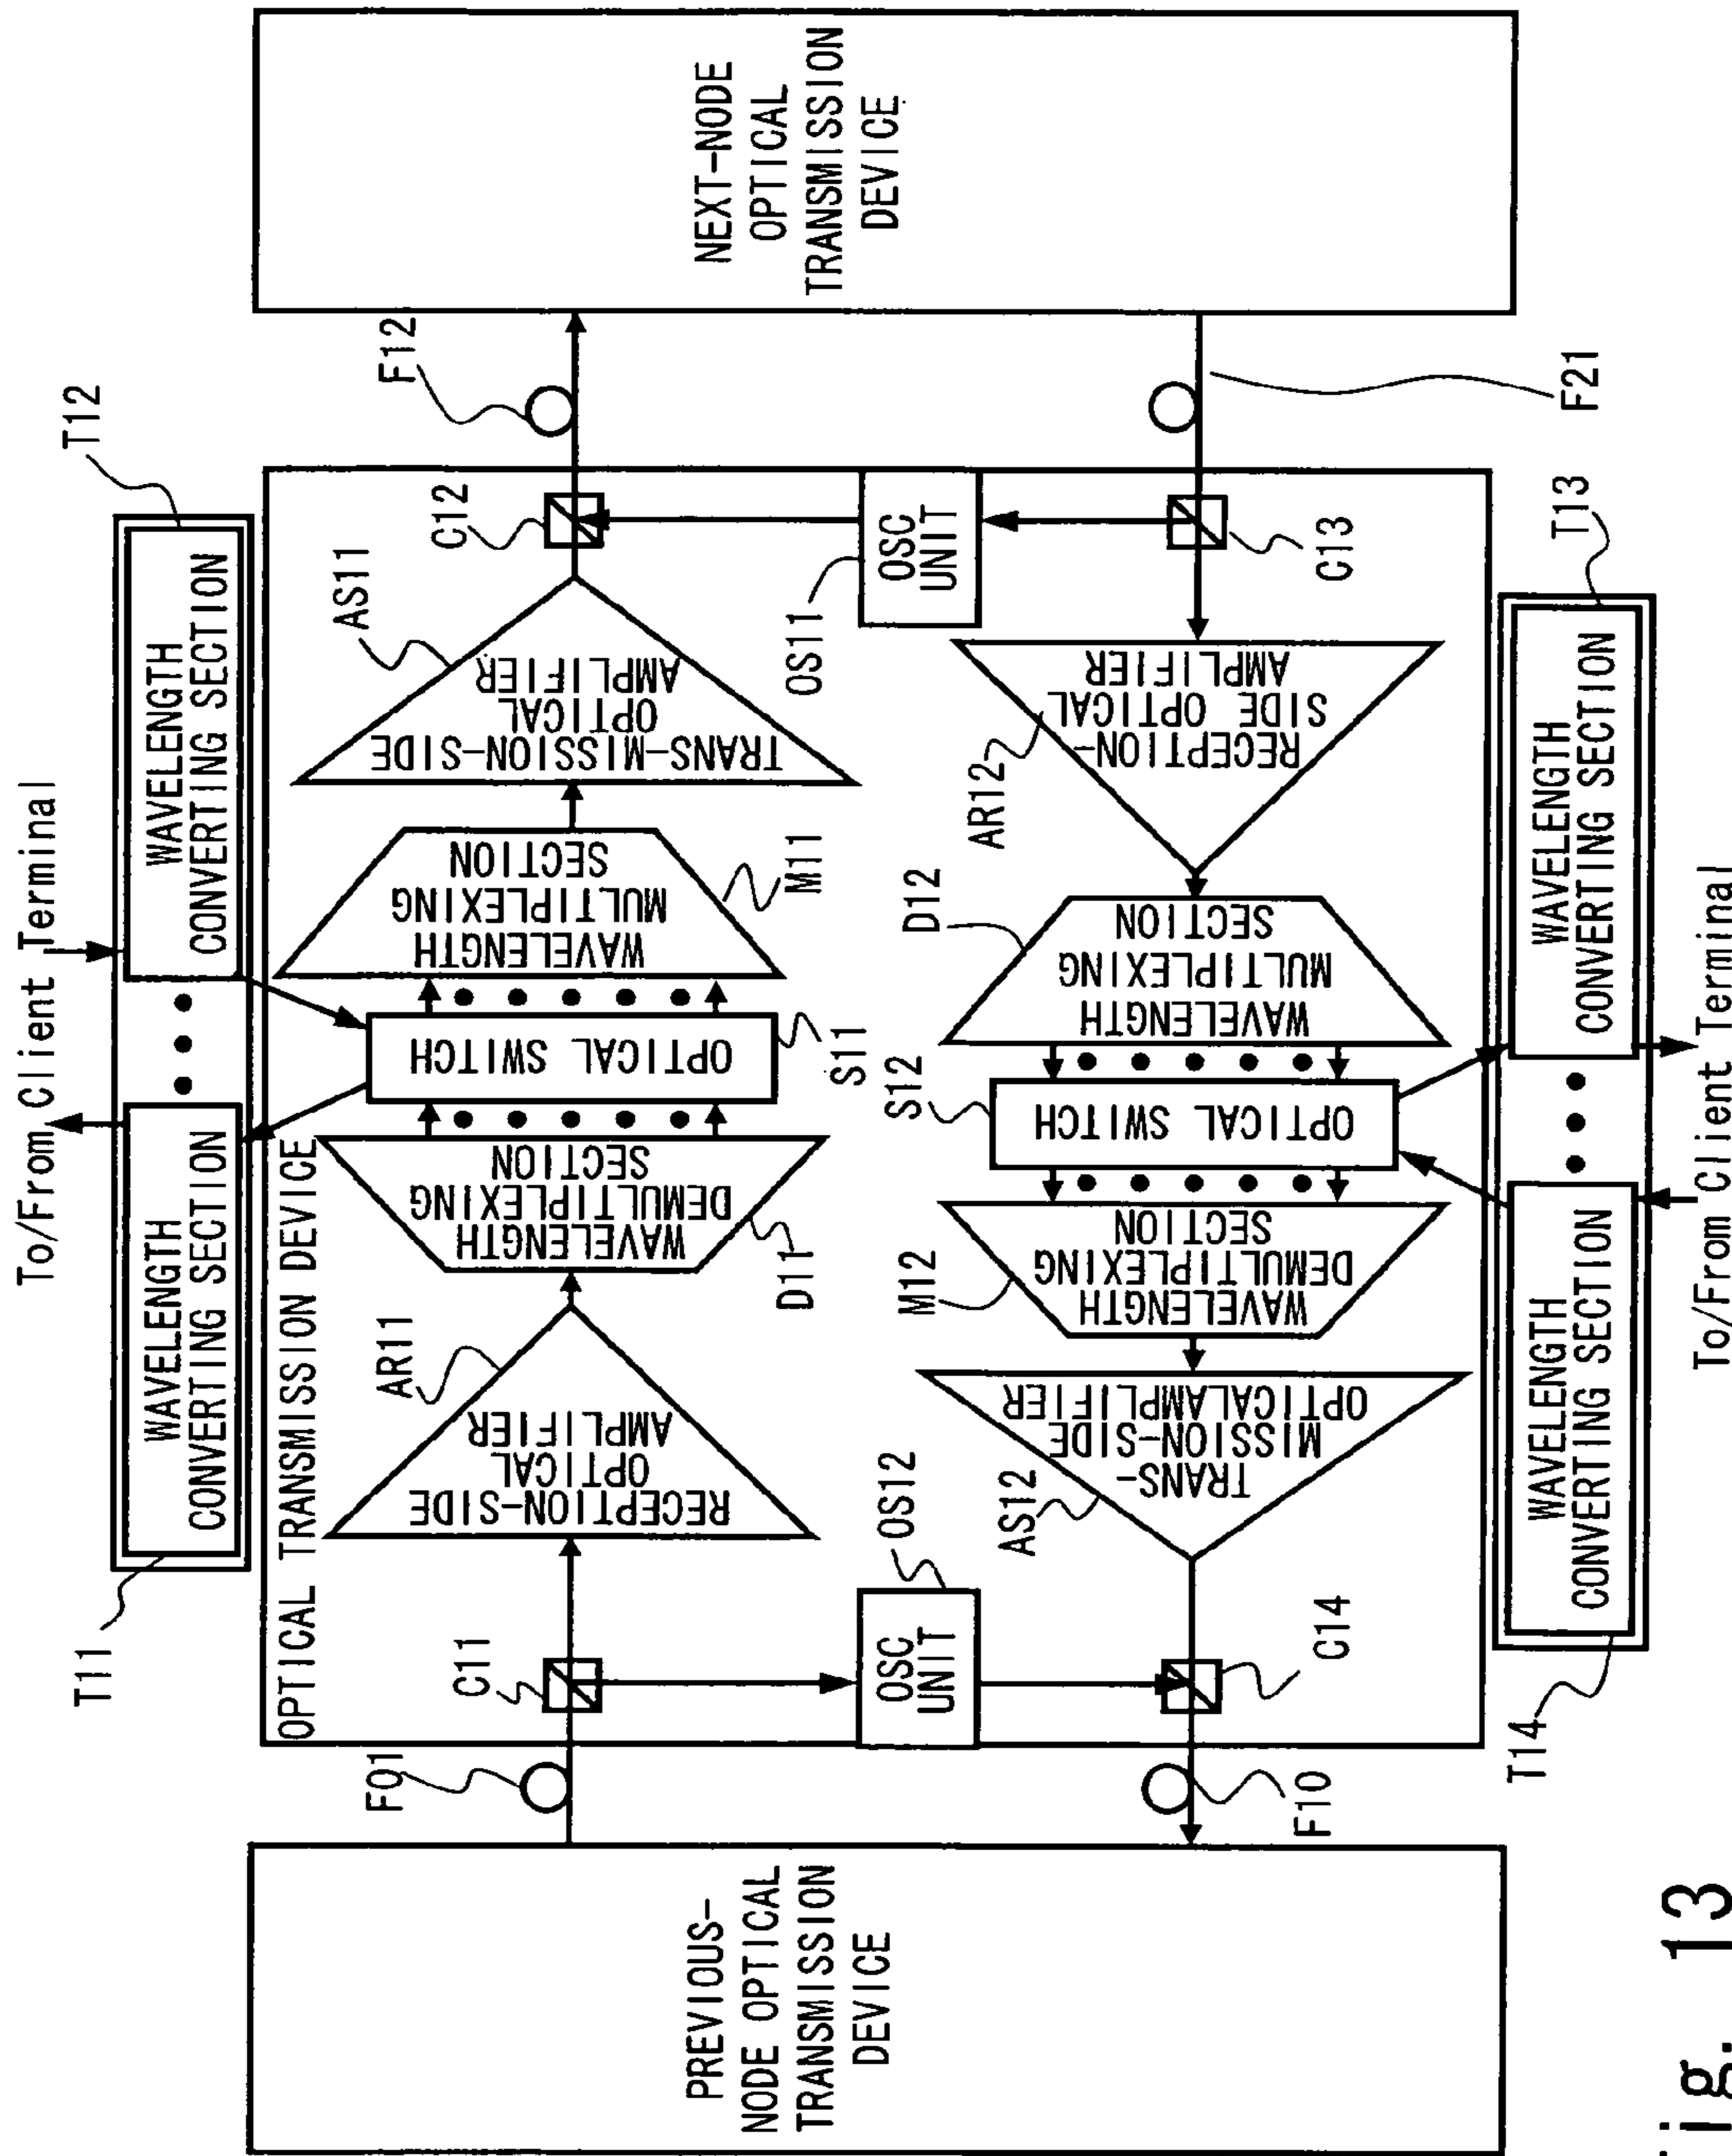 To/From Client Terminal
T11
WAVELENGTH
CONVERTING SECTION
WAVELENGTH
CONVERTING SECTION
T12
OPTICAL TRANSMISSION DEVICE
PREVIOUS-
NODE OPTICAL
TRANSMISSION
DEVICE
F01
C11
RECEPTION-SIDE
OPTICAL
AMPLIFIER
AR11
WAVELENGTH
DEMULTIPLEXING
SECTION
D11
OPTICAL SWITCH
S11
WAVELENGTH
MULTIPLEXING
SECTION
M11
TRANS-MISSION-SIDE
OPTICAL
AMPLIFIER
AS11
C12
F12
NEXT-NODE
OPTICAL
TRANSMISSION
DEVICE
OSC
UNIT
OS12
OSC
UNIT
OS11
F10
C14
TRANS-
MISSION-SIDE
OPTICALAMPLIFIER
AS12
WAVELENGTH
DEMULTIPLEXING
SECTION
M12
OPTICAL SWITCH
S12
WAVELENGTH
MULTIPLEXING
SECTION
D12
RECEPTION-
SIDE OPTICAL
AMPLIFIER
AR12
C13
F21
T14
WAVELENGTH
CONVERTING SECTION
WAVELENGTH
CONVERTING SECTION
T13
To/From Client Terminal
ig. 13